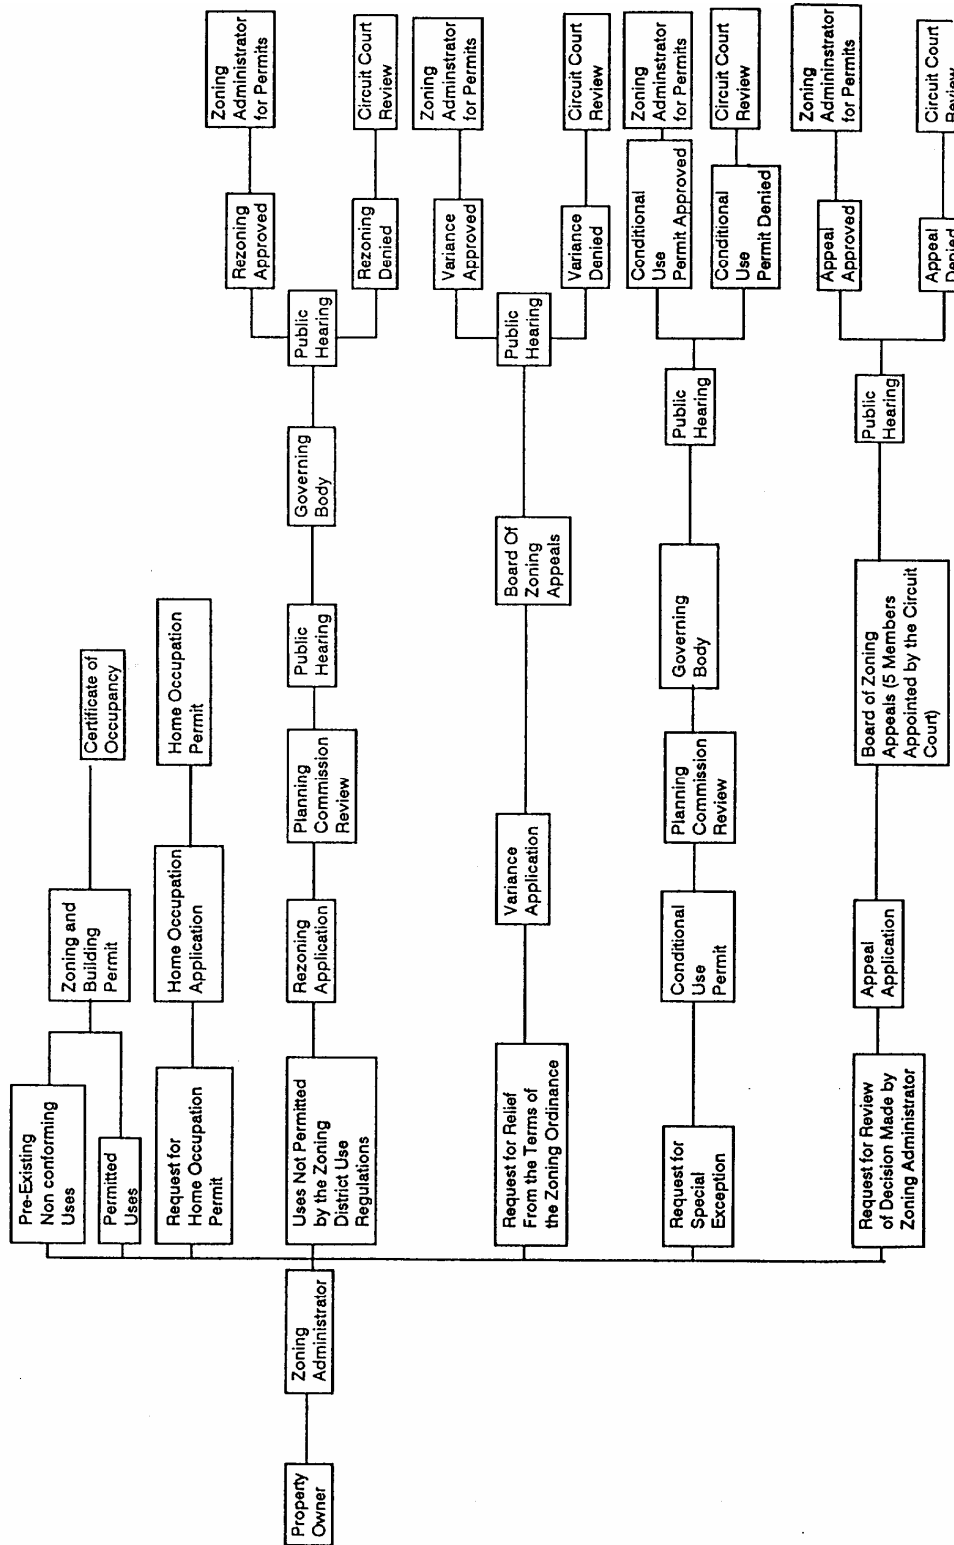 Property
Owner
Zoning
Administrator
Pre-Existing
Non conforming
Uses
Permitted
Uses
Zoning and
Building
Permit
Certificate of
Occupancy
Request for
Home Occupation
Permit
Home Occupation
Application
Home Occupation
Permit
Uses Not Permitted
by the Zoning
District Use
Regulations
Rezoning
Application
Planning
Commission
Review
Public
Hearing
Governing
Body
Public
Hearing
Rezoning
Approved
Zoning
Administrator
for Permits
Rezoning
Denied
Circuit Court
Review
Request for Relief
From the Terms of
the Zoning Ordinance
Variance
Application
Board Of
Zoning
Appeals
Public
Hearing
Variance
Approved
Zoning
Adminstrator
for Permits
Variance
Denied
Circuit Court
Review
Request for
Special
Exception
Conditional
Use
Permit
Planning
Commission
Review
Governing
Body
Public
Hearing
Conditional
Use
Permit Approved
Zoning
Administrator
for Permits
Conditional
Use
Permit Denied
Circuit Court
Review
Request for Review
of Decision Made by
Zoning Administrator
Appeal
Application
Board of Zoning
Appeals (5 Members
Appointed by the Circuit
Court)
Public
Hearing
Appeal
Approved
Zoning
Administrator
for Permits
Appeal
Denied
Circuit Court
Review